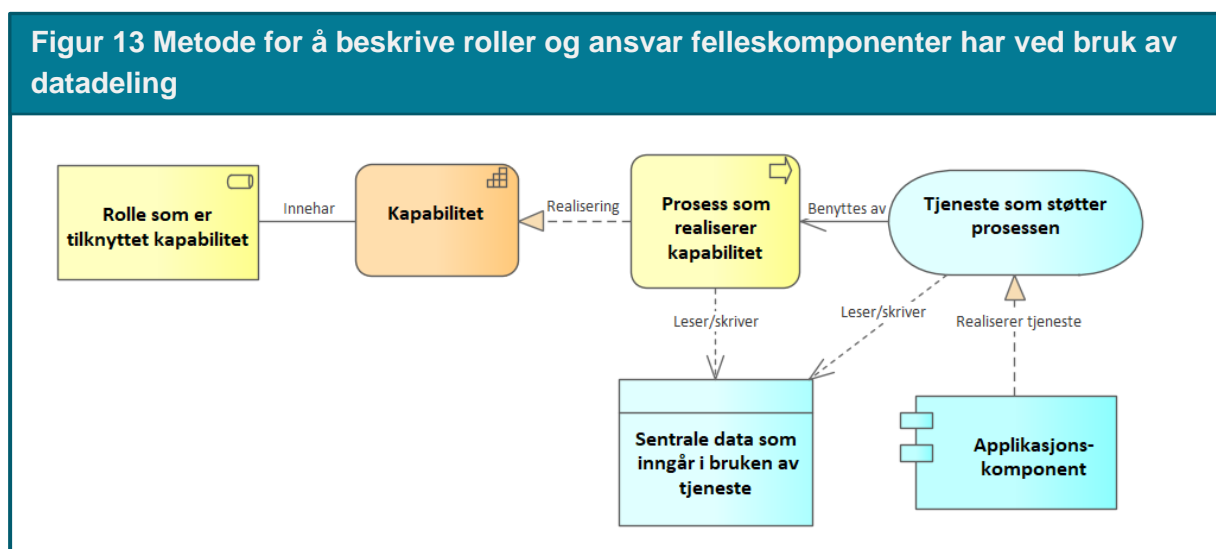 Figur 13 Metode for å beskrive roller og ansvar felleskomponenter har ved bruk av
datadeling
Rolle som er
tilknyttet kapabilitet
Innehar
Kapabilitet
Realisering
Prosess som
realiserer
kapabilitet
Benyttes av
Tjeneste som støtter
prosessen
Leser/skriver
Leser/skriver
Realiserer tjeneste
Sentrale data som
inngår i bruken av
tjeneste
Applikasjons-
komponent